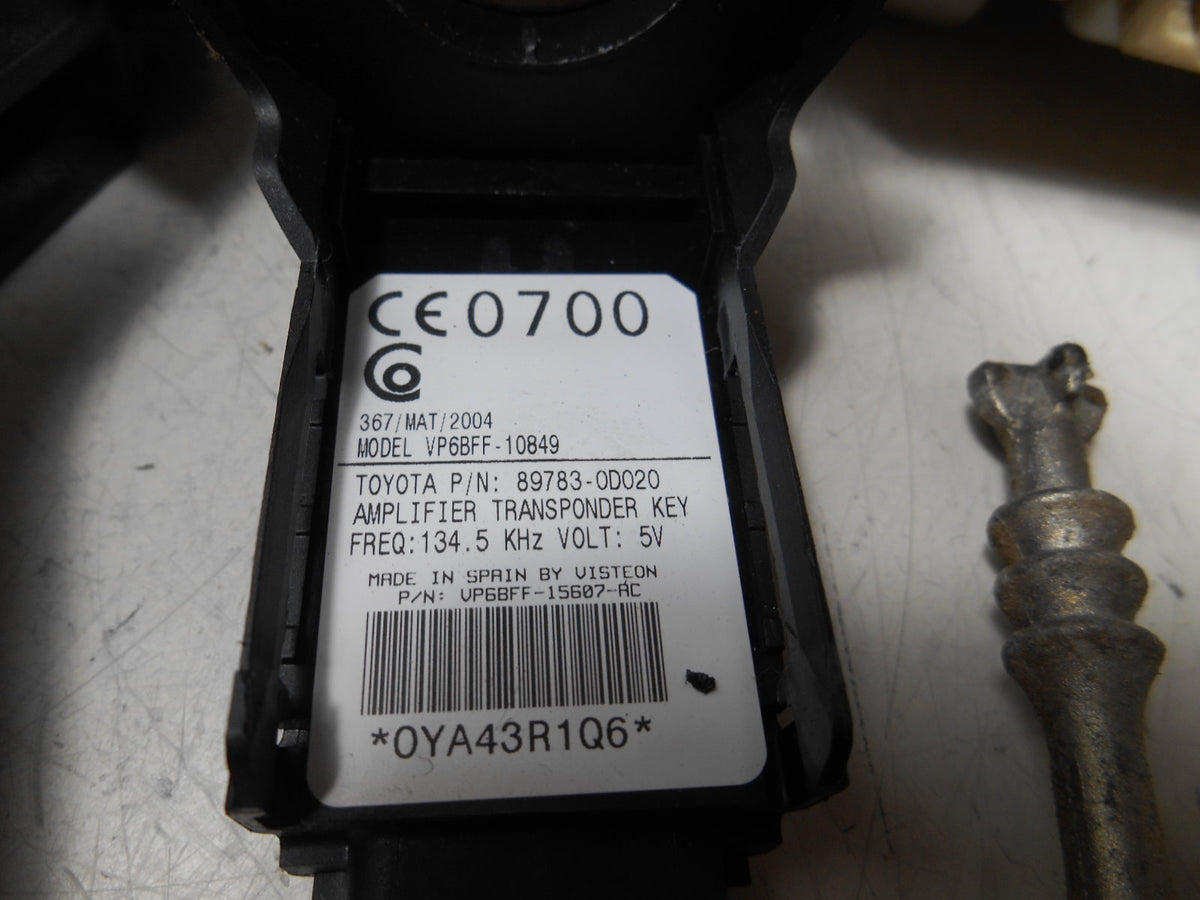 CE0700
367/MAT/2004
MODEL VP6BFF-10849
TOYOTA P/N: 89783-0D020
AMPLIFIER TRANSPONDER KEY
FREQ:134.5 KHz VOLT: 5V
MADE IN SPAIN BY VISTEON
P/N: VP6BFF-15607-AC
*0YA43R1Q6*